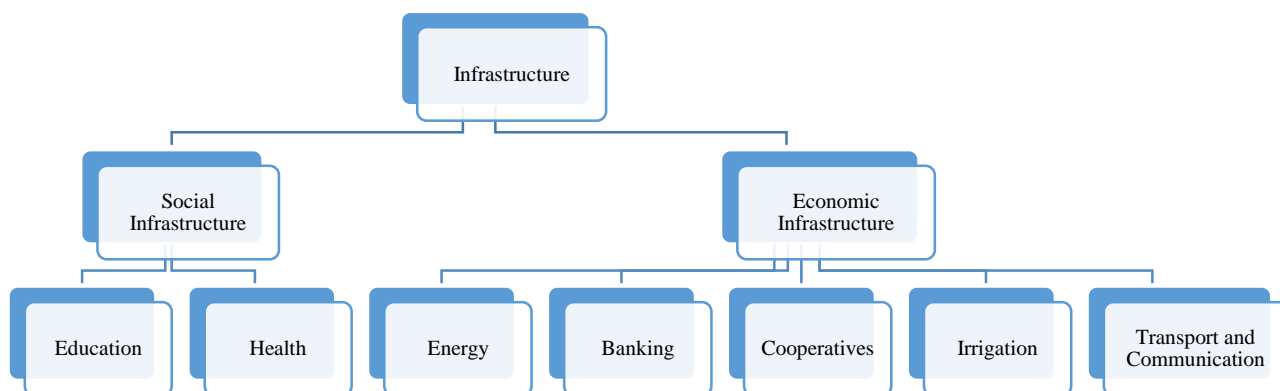 Infrastructure
Social
Infrastructure
Economic
Infrastructure
Education
Health
Energy
Banking
Cooperatives
Irrigation
Transport and
Communication